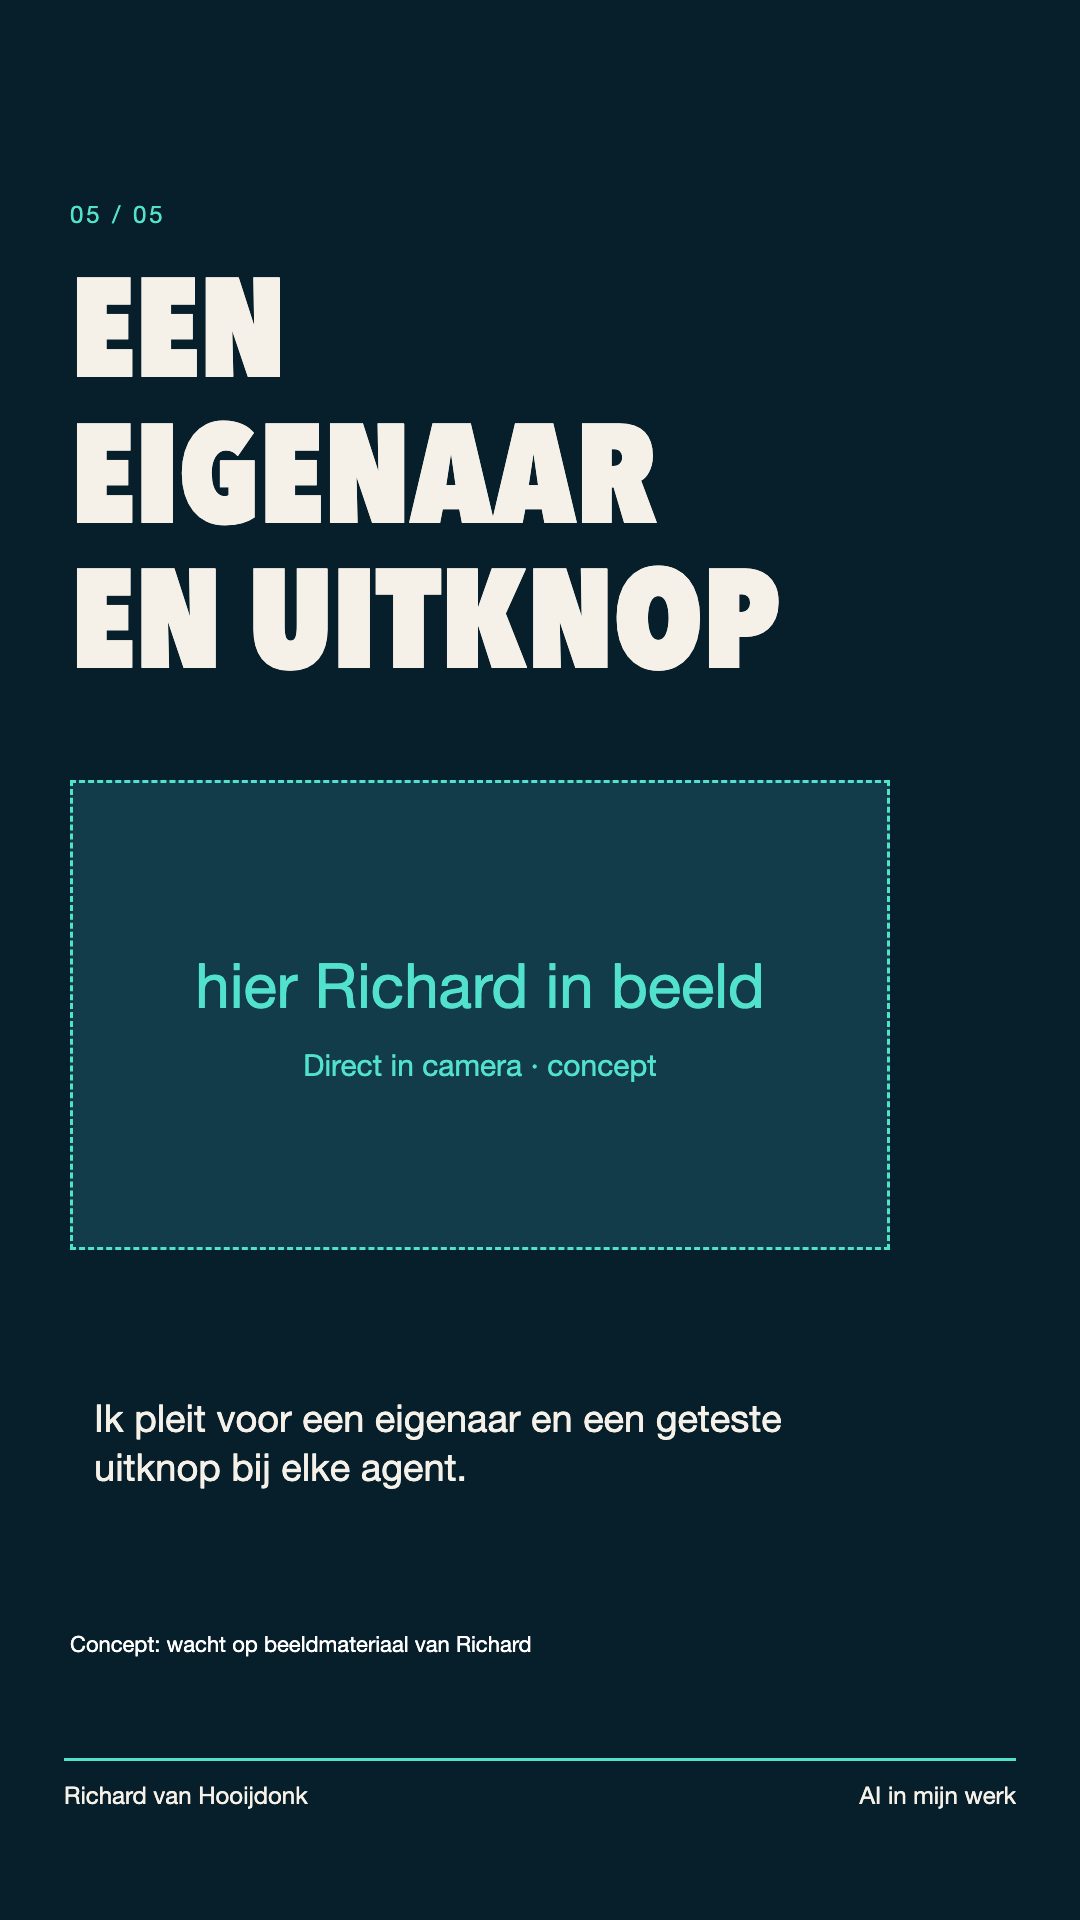 05 / 05
EEN
EIGENAAR
EN UITKNOP
hier Richard in beeld
Direct in camera · concept
Ik pleit voor een eigenaar en een geteste
uitknop bij elke agent.
Concept: wacht op beeldmateriaal van Richard
Richard van Hooijdonk
AI in mijn werk